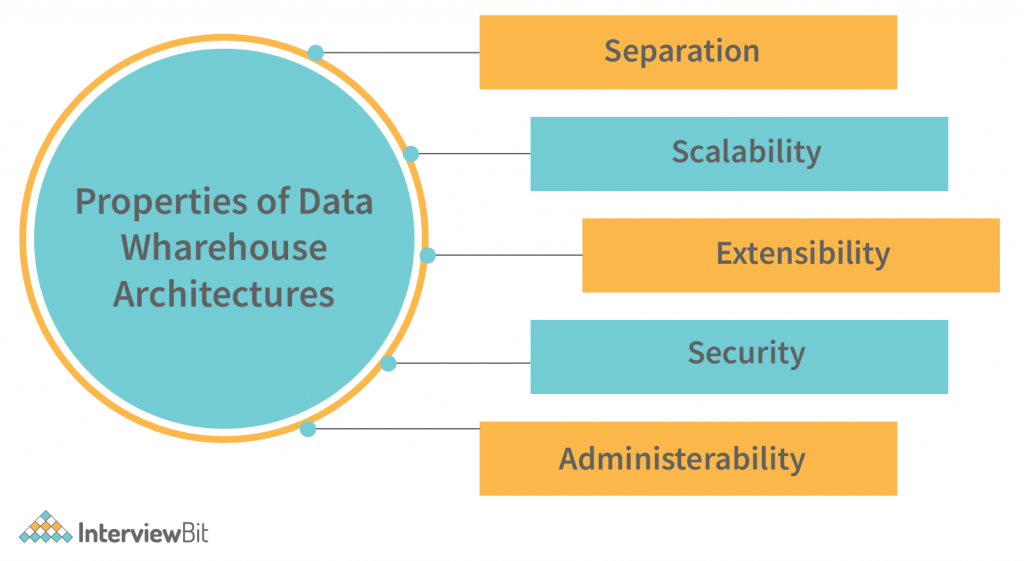 Properties of Data
Wharehouse
Architectures
Separation
Scalability
Extensibility
Security
Administerability
InterviewBit